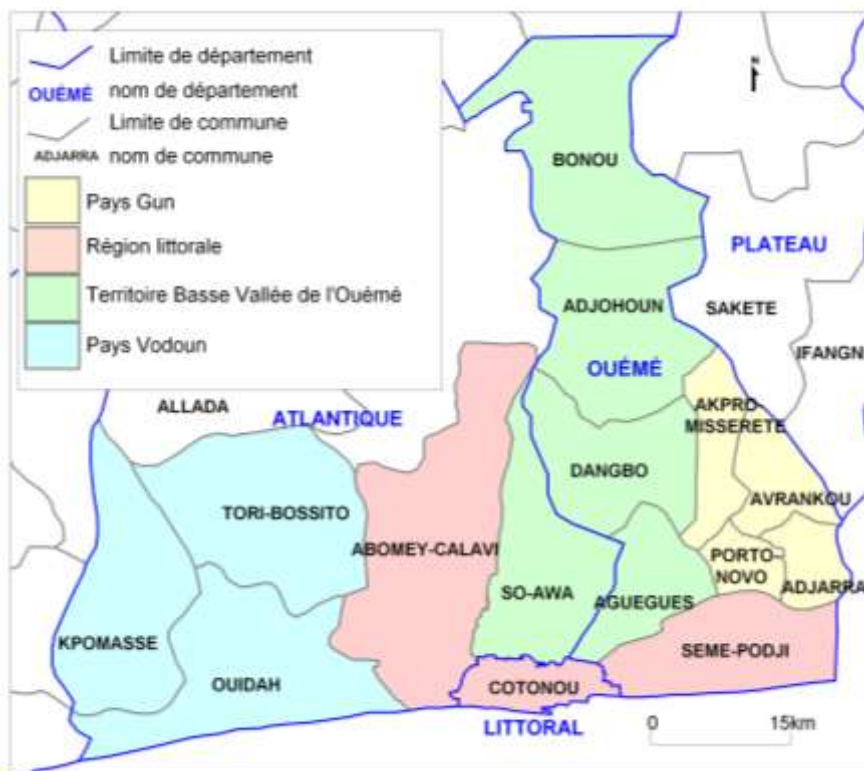 Limite de département
OUÉMÉ nom de département
Limite de commune
ADJARRA nom de commune
Pays Gun
Région littorale
Territoire Basse Vallée de l'Ouémé
Pays Vodoun
N
BONOU
PLATEAU
ADJOHOUN
SAKETE
IFANGN
OUÉMÉ
ALLADA
ATLANTIQUE
AKPRO-
MISSERETE
DANGBO
TORI-BOSSITO
AVRANKOU
ABOMEY-CALAVI
PORTO-
NOVO
ADJARRA
SO-AWA
AGUEGUES
KPOMASSE
SEME-PODJI
OUIDAH
COTONOU
LITTORAL
0 15km